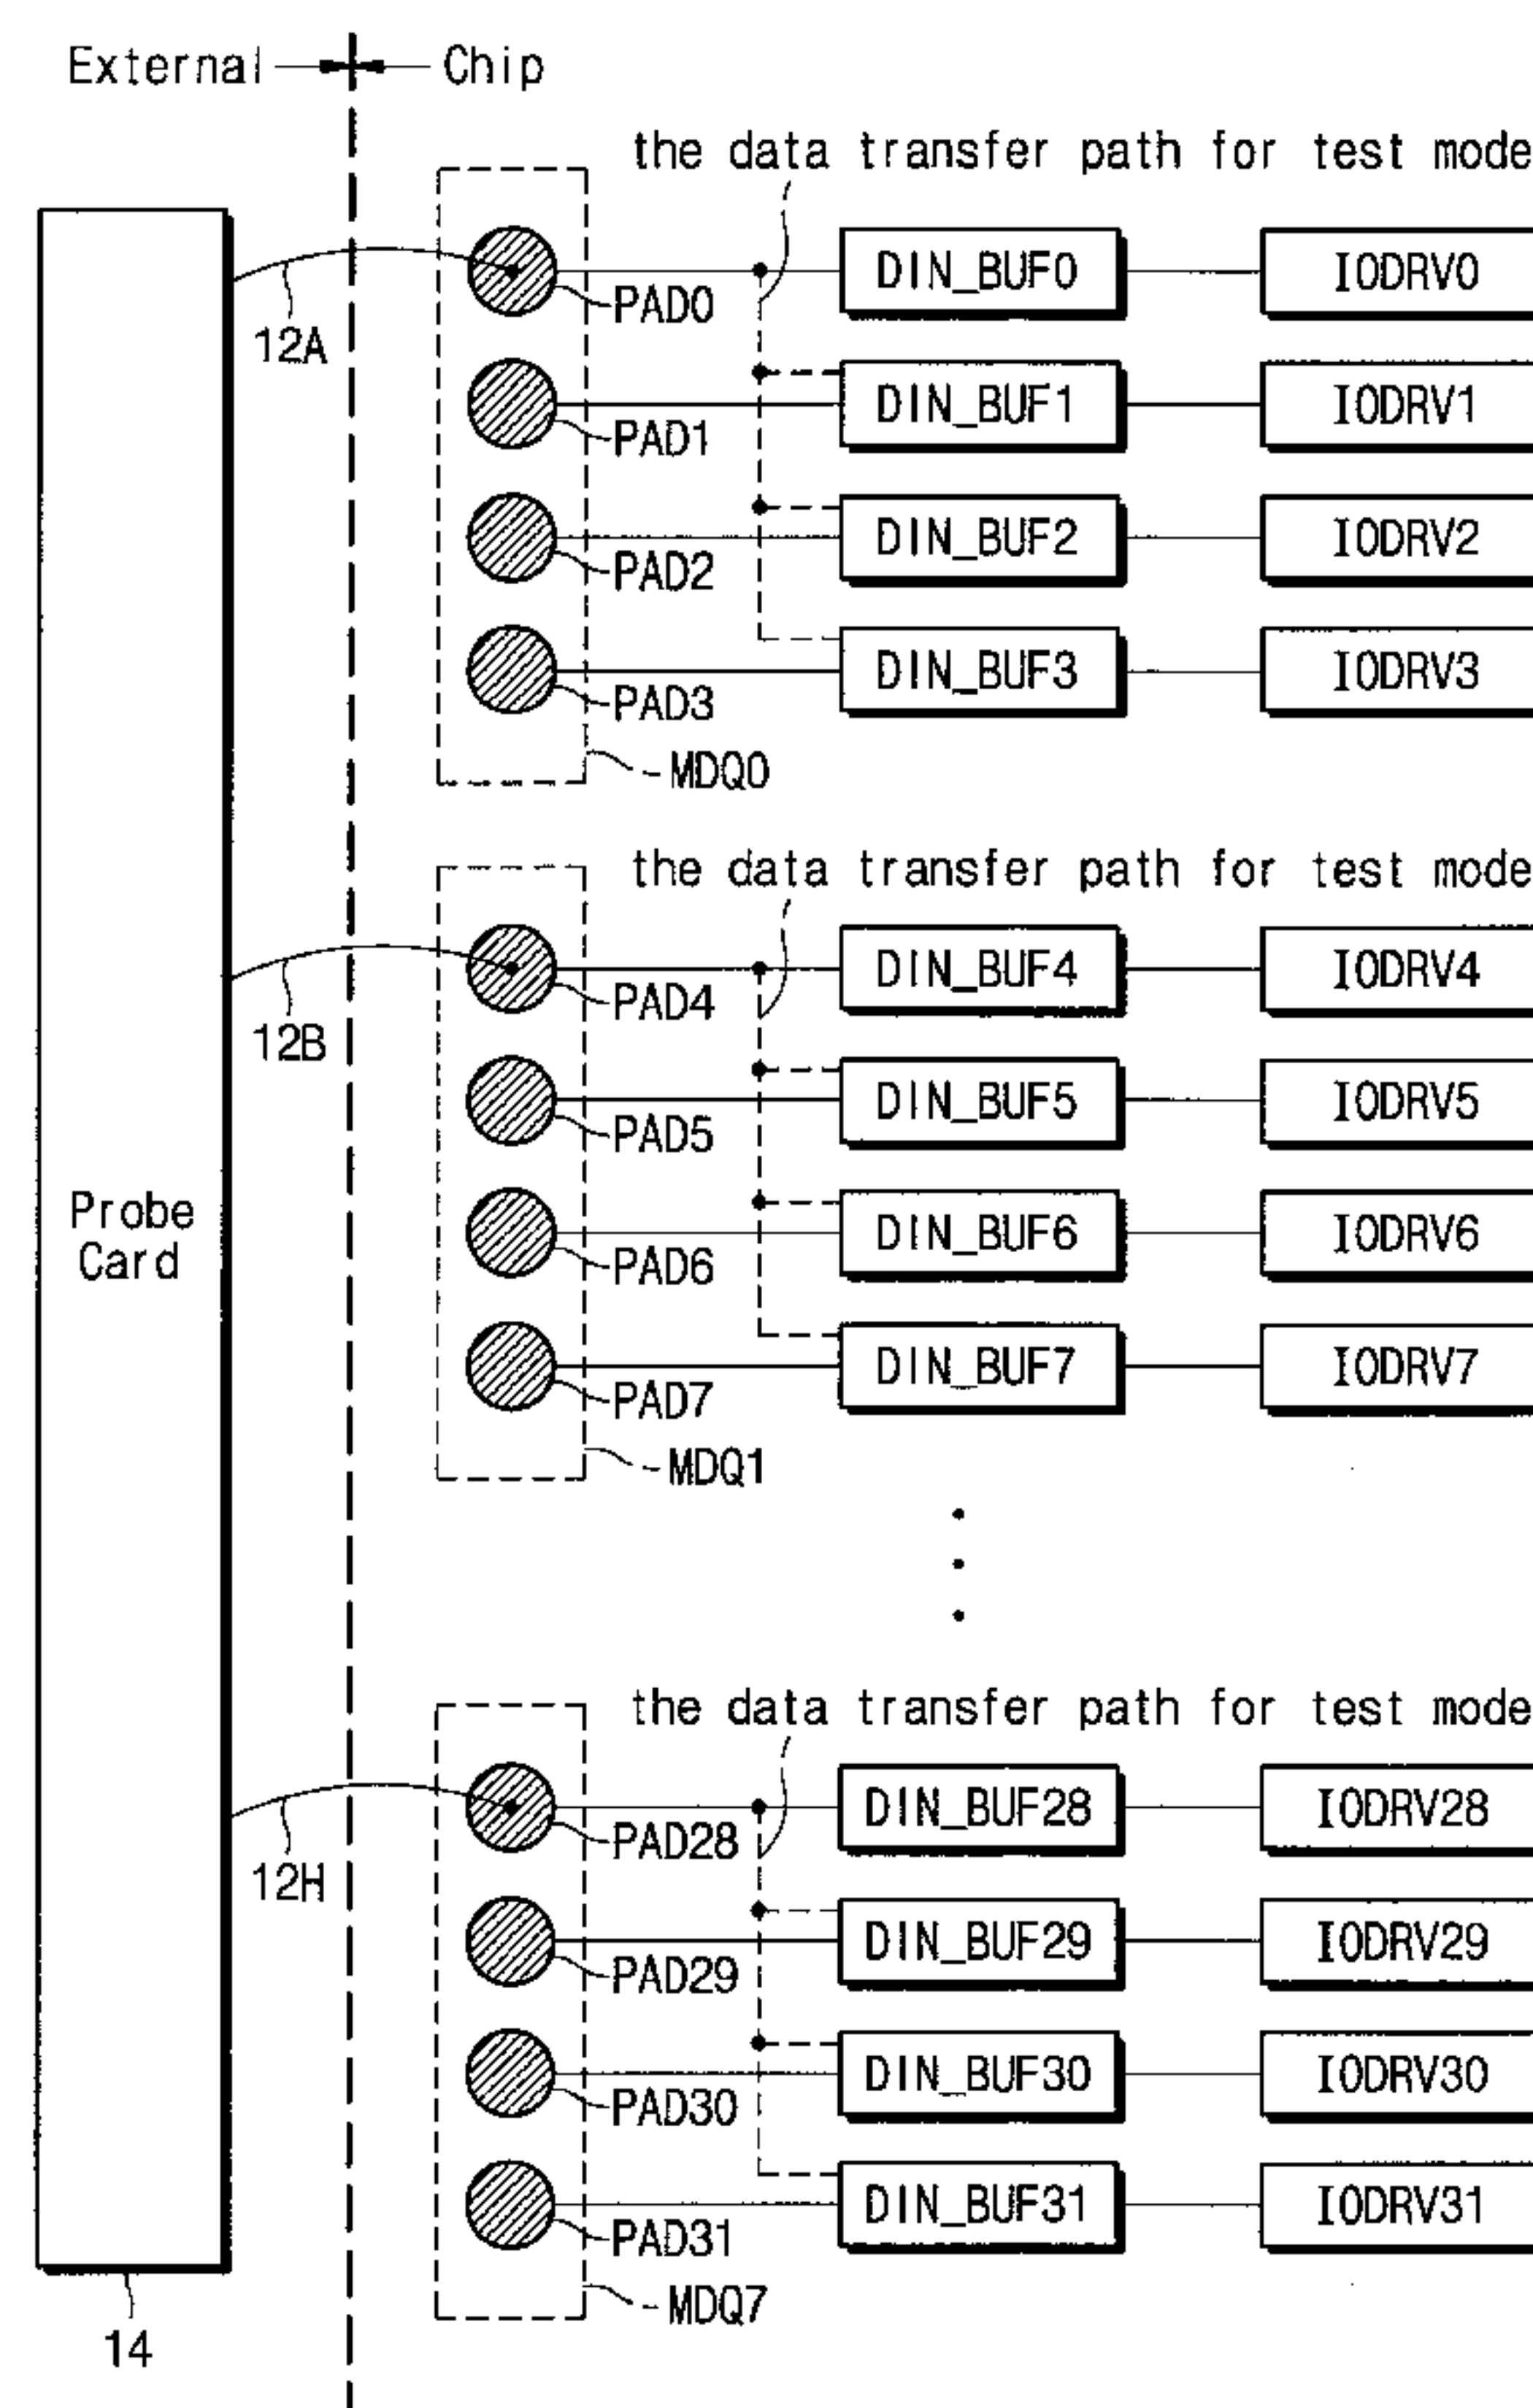 External Chip
the data transfer path for test mode
DIN_BUF0 IODRV0
PAD0
12A
DIN_BUF1 IODRV1
PAD1
DIN_BUF2 IODRV2
PAD2
DIN_BUF3 IODRV3
PAD3
MDQ0
the data transfer path for test mode
DIN_BUF4 IODRV4
PAD4
12B
DIN_BUF5 IODRV5
PAD5
Probe
Card
DIN_BUF6 IODRV6
PAD6
DIN_BUF7 IODRV7
PAD7
MDQ1
the data transfer path for test mode
DIN_BUF28 IODRV28
PAD28
12H
DIN_BUF29 IODRV29
PAD29
DIN_BUF30 IODRV30
PAD30
DIN_BUF31 IODRV31
PAD31
MDQ7
14